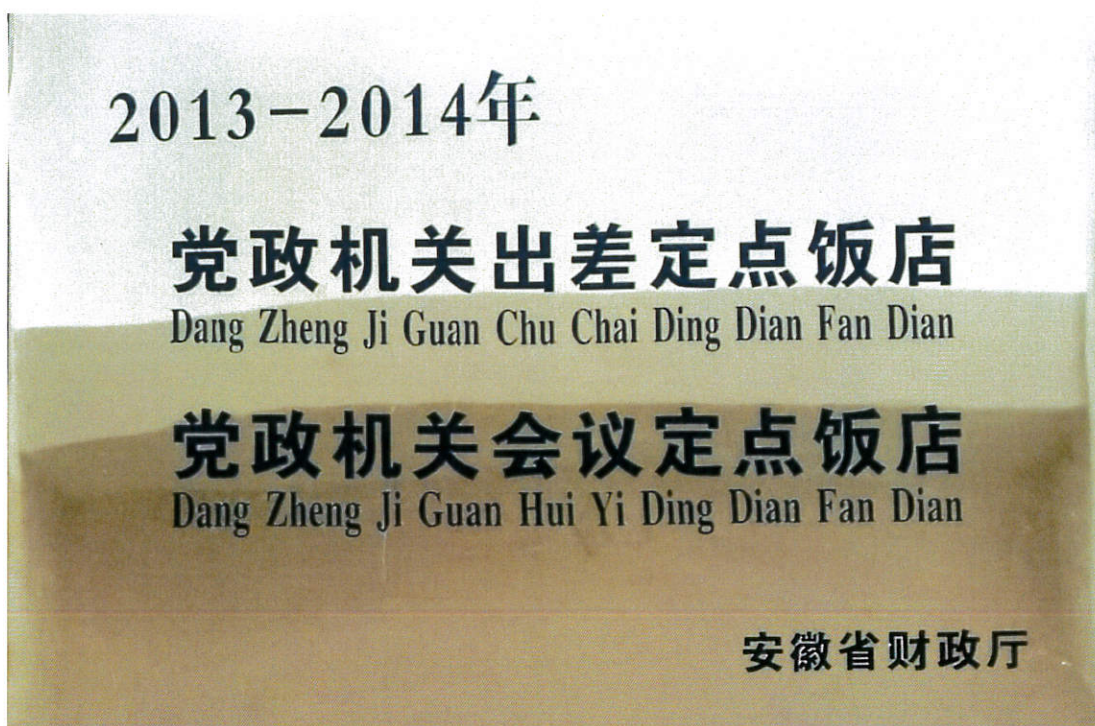 2013-2014年
党政机关出差定点饭店
Dang Zheng Ji Guan Chu Chai Ding Dian Fan Dian
党政机关会议定点饭店
Dang Zheng Ji Guan Hui Yi Ding Dian Fan Dian
安徽省财政厅